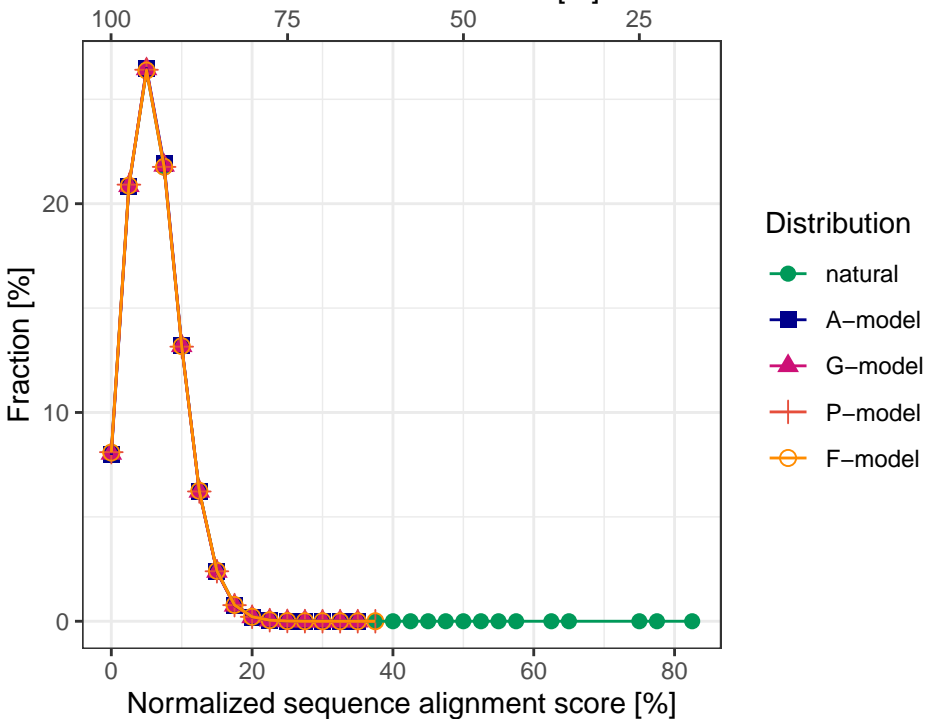 100 75 50 25
Fraction [%]
20
10
0
0 20 40 60 80
Normalized sequence alignment score [%]
Distribution
natural
A−model
G−model
P−model
F−model